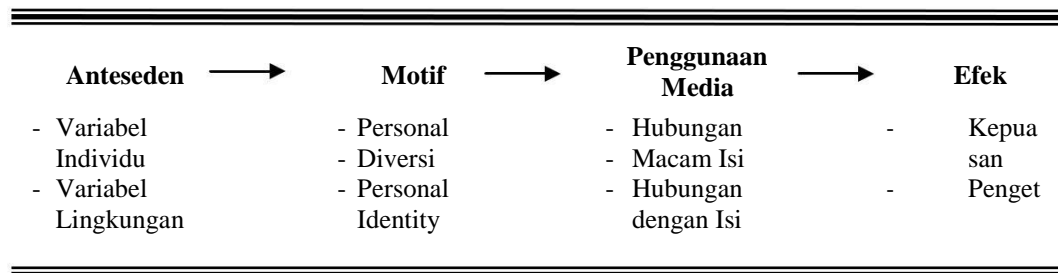 Anteseden
- Variabel
Individu
- Variabel
Lingkungan
Motif
- Personal
- Diversi
- Personal
Identity
Penggunaan
Media
- Hubungan
- Macam Isi
- Hubungan
dengan Isi
Efek
- Kepua
san
- Penget